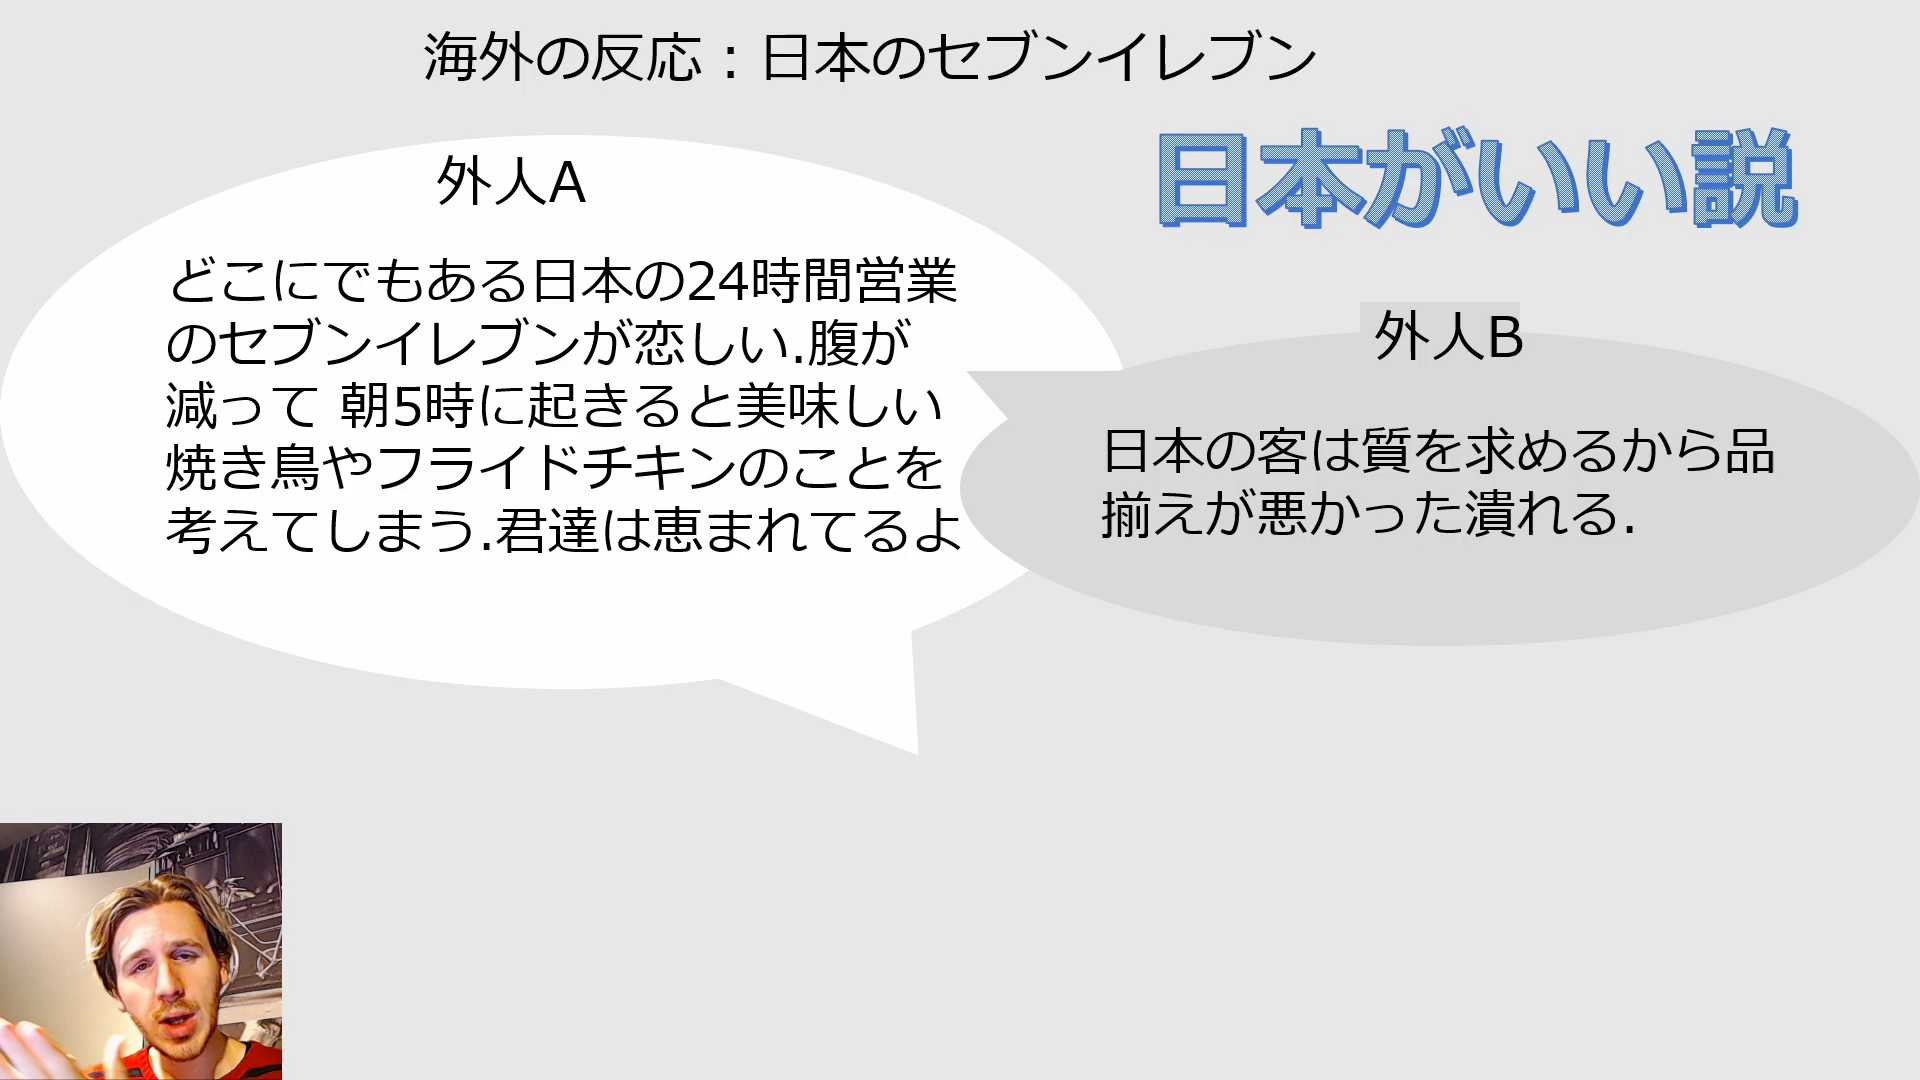 海外の反応：日本のセブンイレブン
日本がいい説
外人A
どこにでもある日本の24時間営業
のセブンイレブンが恋しい.腹が
減って 朝5時に起きると美味しい
焼き鳥やフライドチキンのことを
考えてしまう.君達は恵まれてるよ
外人B
日本の客は質を求めるから品
揃えが悪かった潰れる.